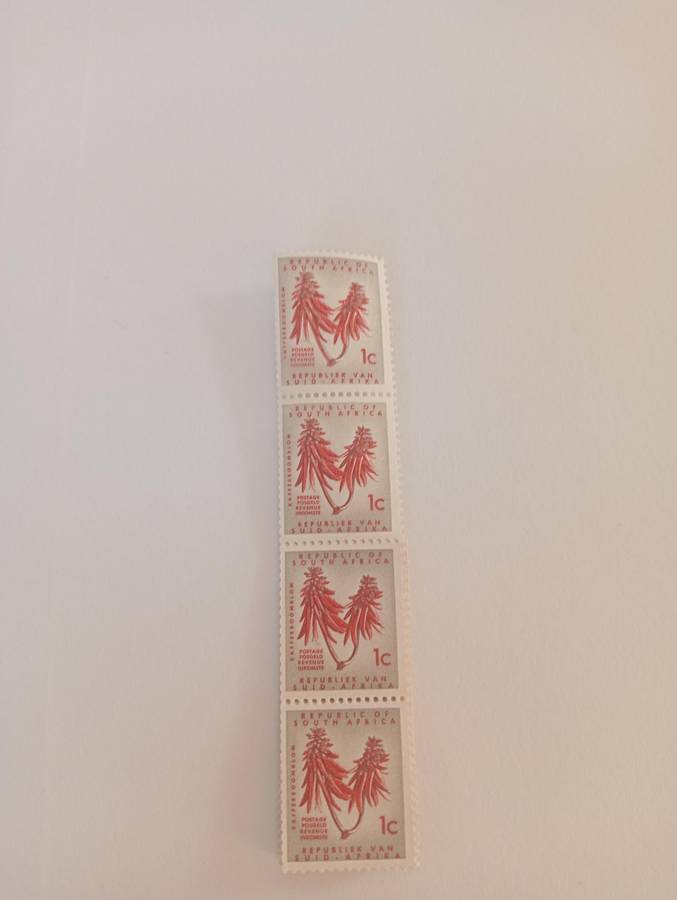 REPUBLIC OF
SOUTH AFRICA
KAFFERBOOMBLOM
POSTAGE
POSGELD
REVENUE
INKOMSTE
1c
REPUBLIEK VAN
SUID-AFRIKA
REPUBLIC OF
SOUTH AFRICA
KAFFERBOOMBLOM
POSTAGE
POSGELD
REVENUE
INKOMSTE
1c
REPUBLIEK VAN
SUID-AFRIKA
REPUBLIC OF
SOUTH AFRICA
KAFFERBOOMBLOM
POSTAGE
POSGELD
REVENUE
INKOMSTE
1c
REPUBLIEK VAN
SUID-AFRIKA
REPUBLIC OF
SOUTH AFRICA
KAFFERBOOMBLOM
POSTAGE
POSGELD
REVENUE
INKOMSTE
1c
REPUBLIEK VAN
SUID-AFRIKA